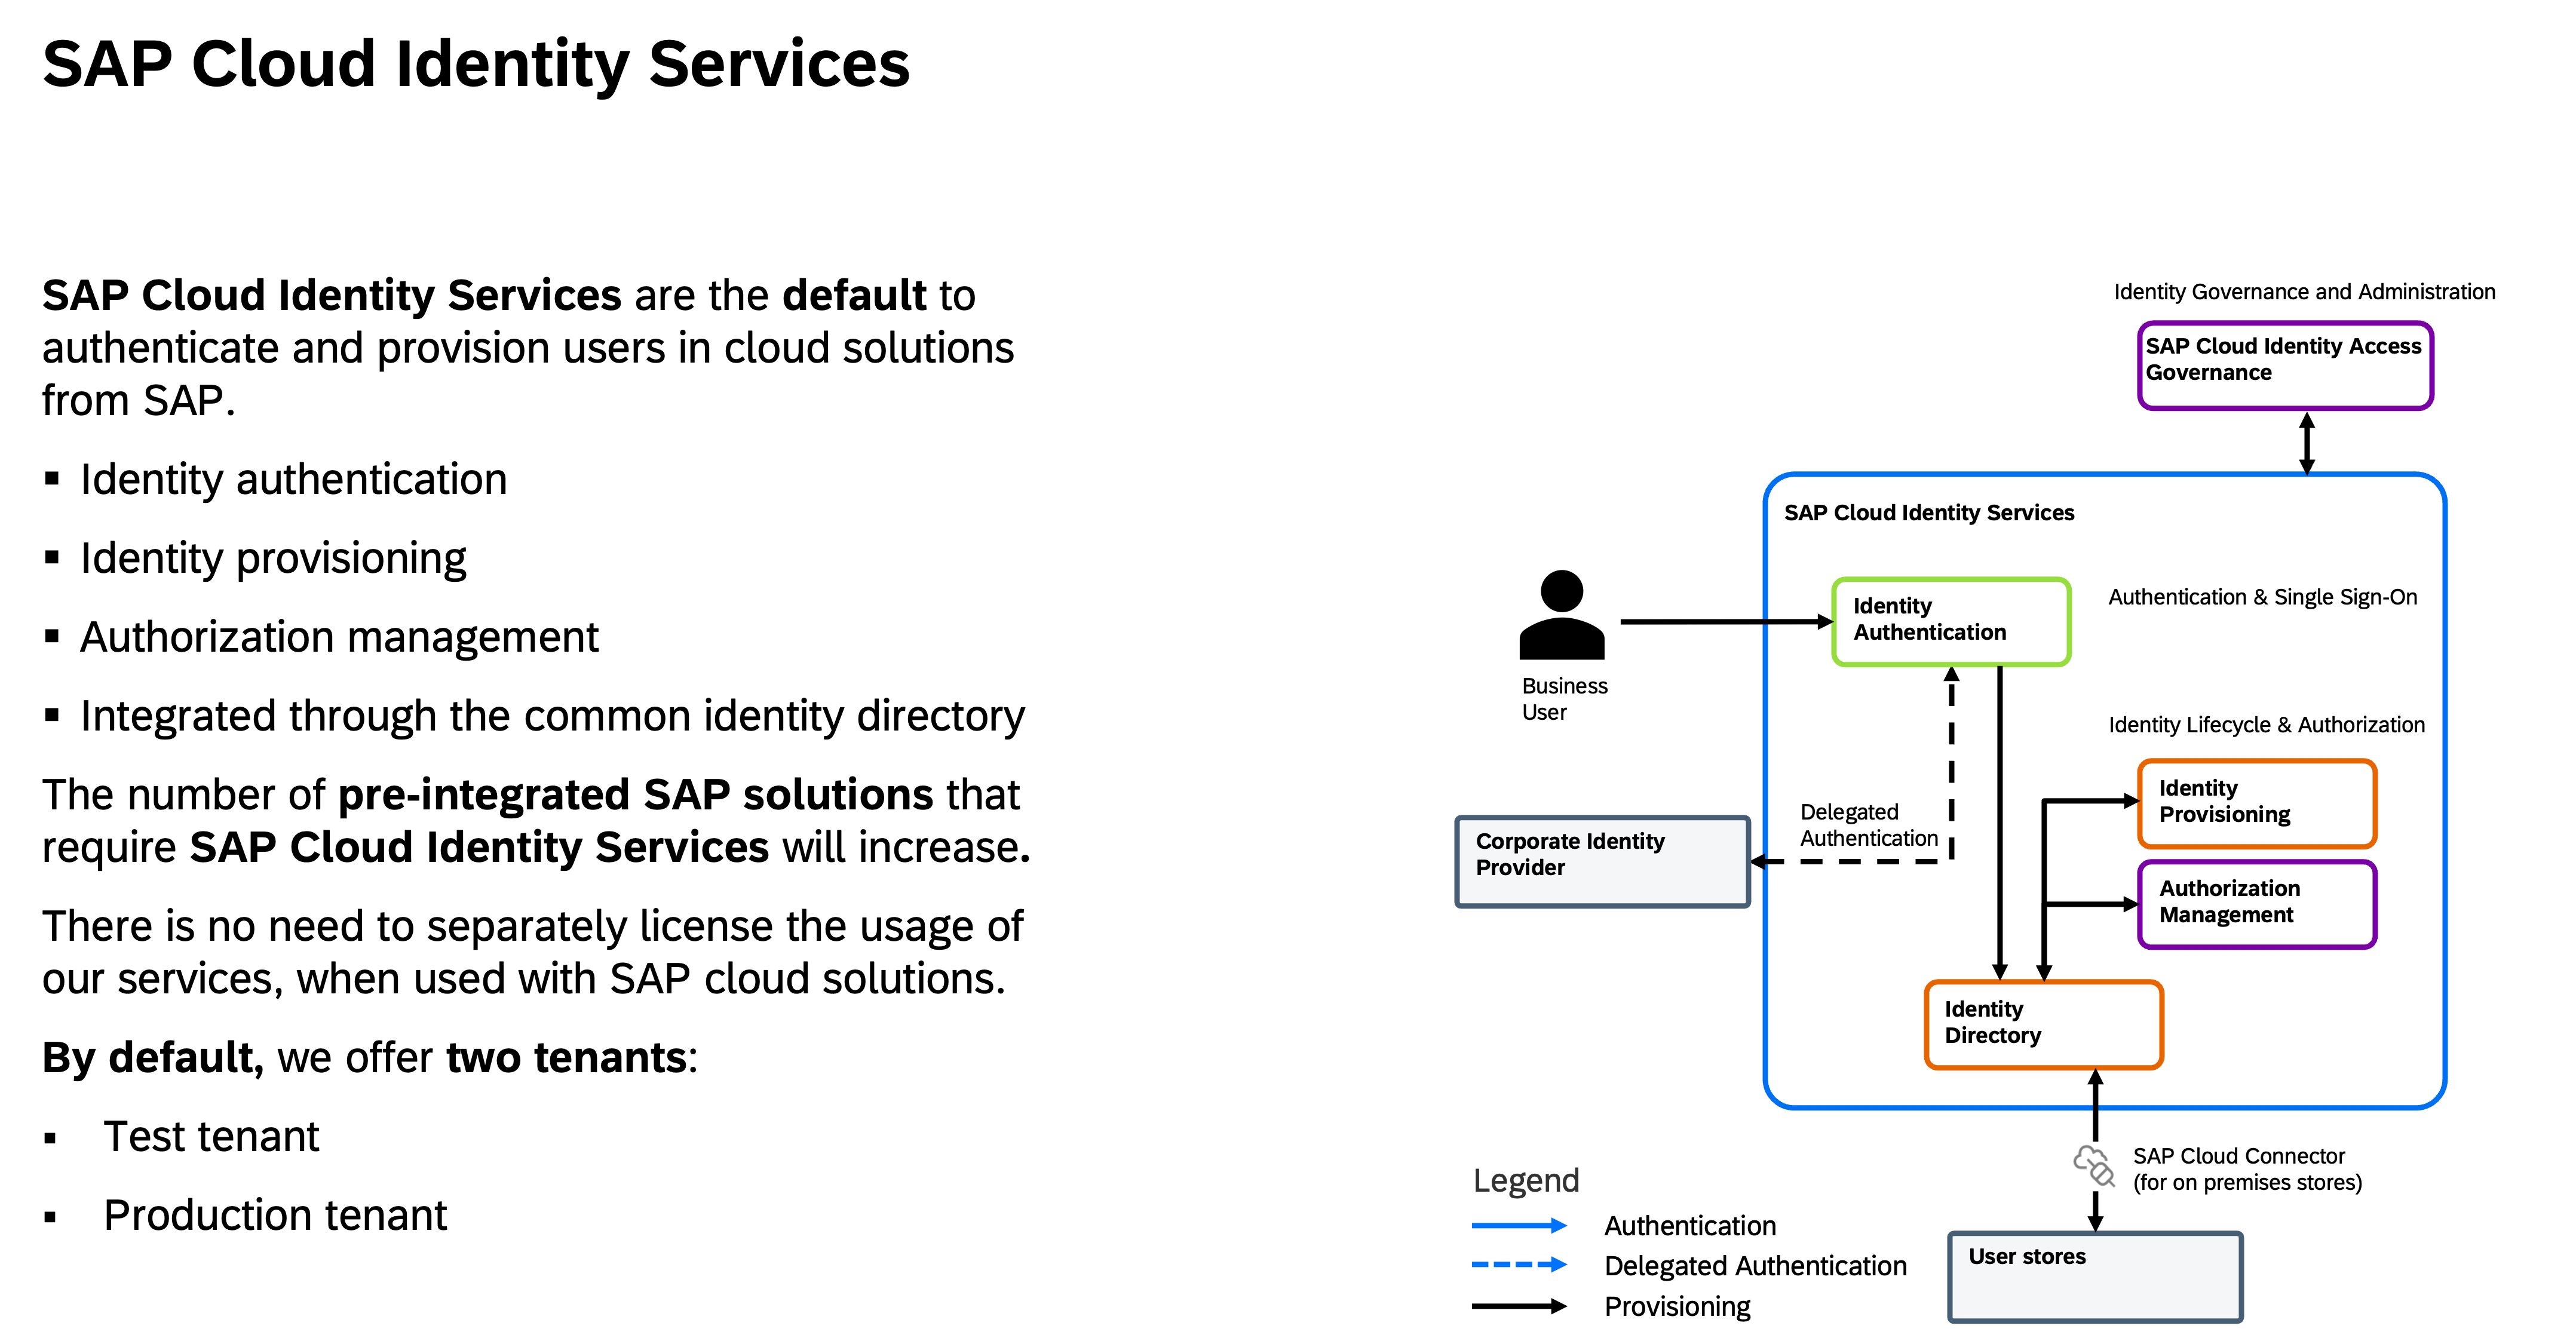 SAP Cloud Identity Services
SAP Cloud Identity Services are the default to
authenticate and provision users in cloud solutions
from SAP.
▪ Identity authentication
▪ Identity provisioning
▪ Authorization management
▪ Integrated through the common identity directory
The number of pre-integrated SAP solutions that
require SAP Cloud Identity Services will increase.
There is no need to separately license the usage of
our services, when used with SAP cloud solutions.
By default, we offer two tenants:
▪ Test tenant
▪ Production tenant
Identity Governance and Administration
SAP Cloud Identity Access
Governance
SAP Cloud Identity Services
Identity
Authentication
Authentication & Single Sign-On
Business
User
Identity Lifecycle & Authorization
Identity
Provisioning
Delegated
Authentication
Corporate Identity
Provider
Authorization
Management
Identity
Directory
SAP Cloud Connector
(for on premises stores)
User stores
Legend
Authentication
Delegated Authentication
Provisioning